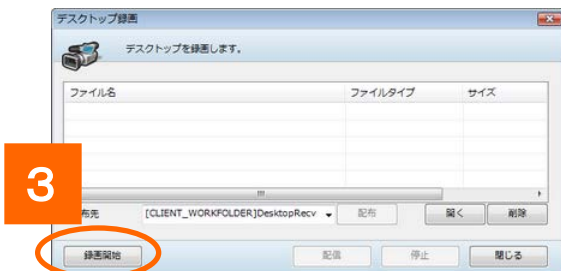 デスクトップ録画
デスクトップを録画します。
ファイル名 ファイルタイプ サイズ
3
布先 [CLIENT_WORKFOLDER]DesktopRecv 配布 開く 削除
録画開始 配信 停止 閉じる